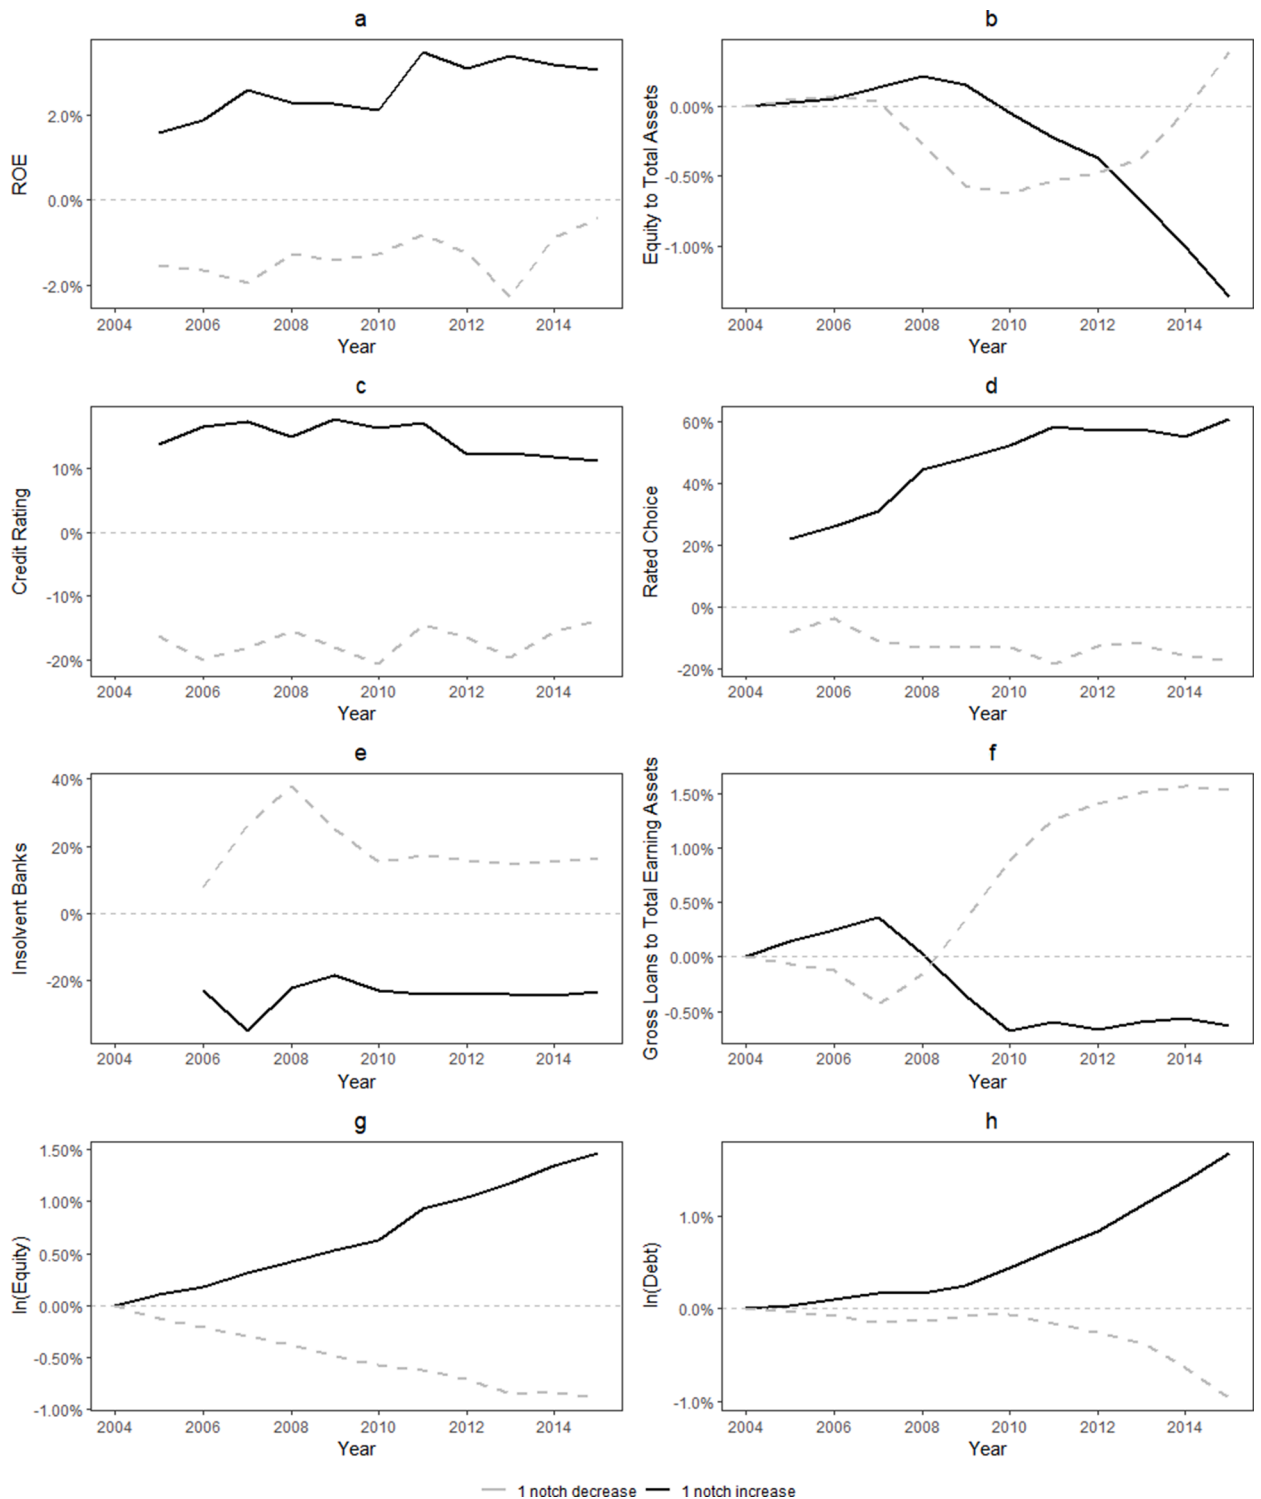 a
ROE
2.0%
0.0%
-2.0%
2004 2006 2008 2010 2012 2014
Year
b
Equity to Total Assets
0.00%
-0.50%
-1.00%
2004 2006 2008 2010 2012 2014
Year
c
Credit Rating
10%
0%
-10%
-20%
2004 2006 2008 2010 2012 2014
Year
d
Rated Choice
60%
40%
20%
0%
-20%
2004 2006 2008 2010 2012 2014
Year
e
Insolvent Banks
40%
20%
0%
-20%
2004 2006 2008 2010 2012 2014
Year
f
Gross Loans to Total Earning Assets
1.50%
1.00%
0.50%
0.00%
-0.50%
2004 2006 2008 2010 2012 2014
Year
g
ln(Equity)
1.50%
1.00%
0.50%
0.00%
-0.50%
-1.00%
2004 2006 2008 2010 2012 2014
Year
h
ln(Debt)
1.0%
0.0%
-1.0%
2004 2006 2008 2010 2012 2014
Year
1 notch decrease 1 notch increase